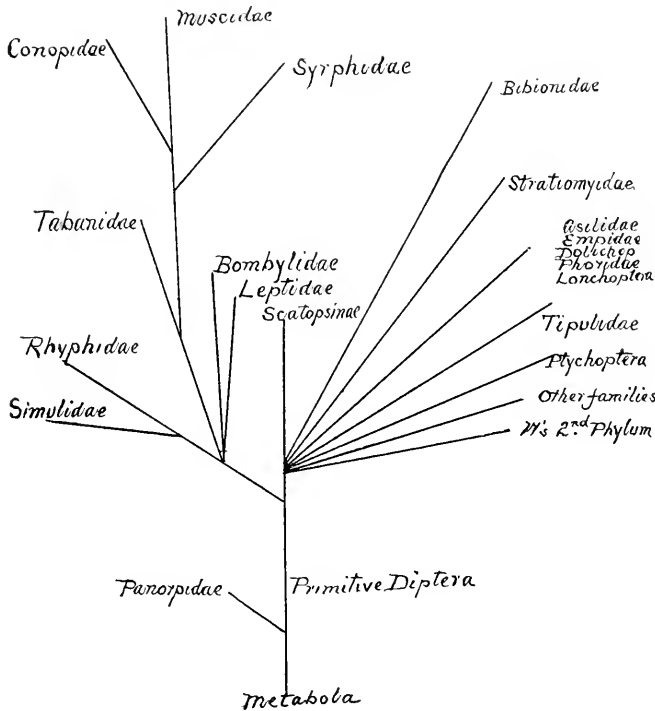 Muscidae
Conopidae
Syrphidae
Bibionidae
Stratiomyidae
Tabanidae
Asilidae
Empidae
Dolichop
Phoridae
Lonchoptera
Bombylidae
Leptidae
Scatopsinae
Tipulidae
Rhyphidae
Ptychoptera
Simulidae
Other families
W's 2nd Phylum
Panorpidae
Primitive Diptera
Metabola